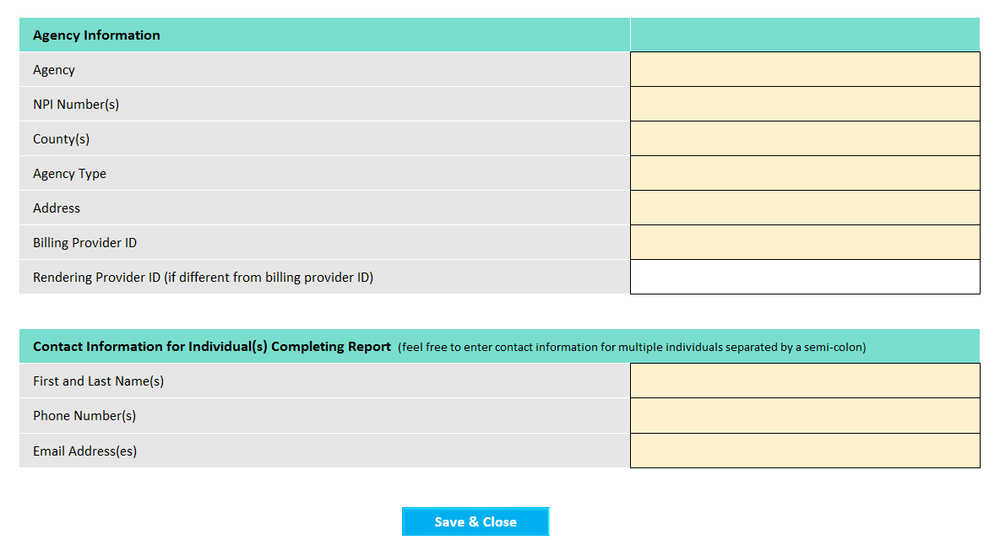 Agency Information
Agency
NPI Number(s)
County(s)
Agency Type
Address
Billing Provider ID
Rendering Provider ID (if different from billing provider ID)
Contact Information for Individual(s) Completing Report (feel free to enter contact information for multiple individuals separated by a semi-colon)
First and Last Name(s)
Phone Number(s)
Email Address(es)
Save & Close